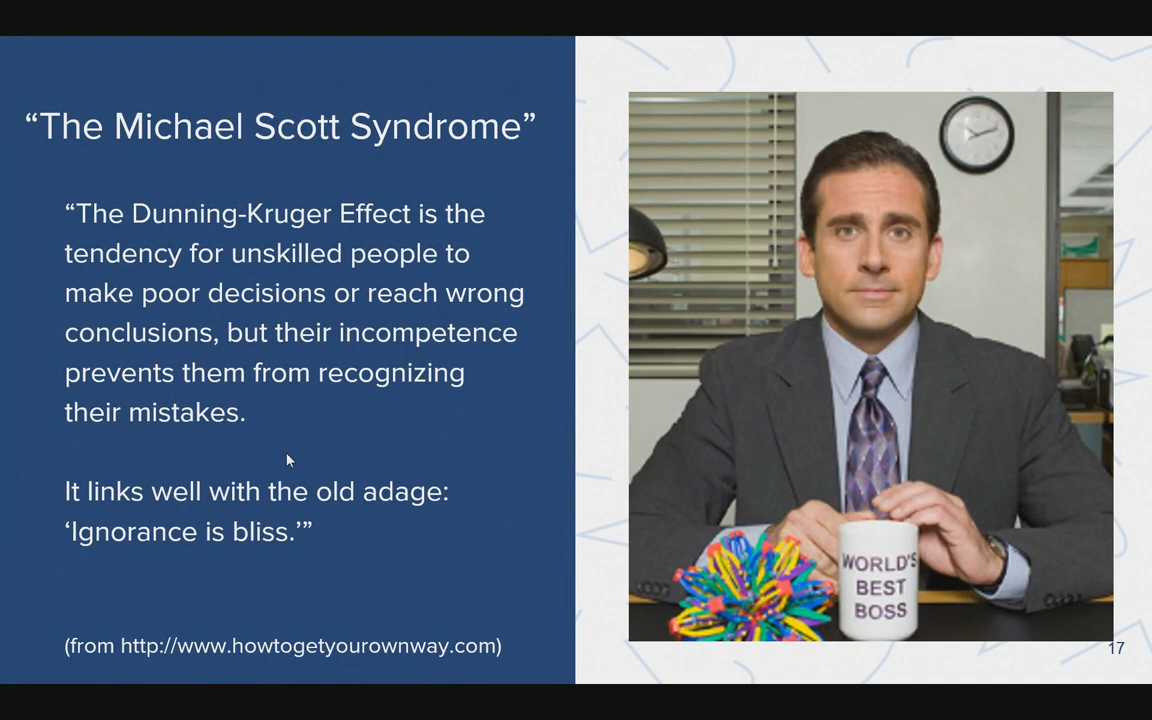 “The Michael Scott Syndrome”
“The Dunning-Kruger Effect is the
tendency for unskilled people to
make poor decisions or reach wrong
conclusions, but their incompetence
prevents them from recognizing
their mistakes.
It links well with the old adage:
‘Ignorance is bliss.’”
(from http://www.howtogetyourownway.com)
WORLD'S
BEST
BOSS
17